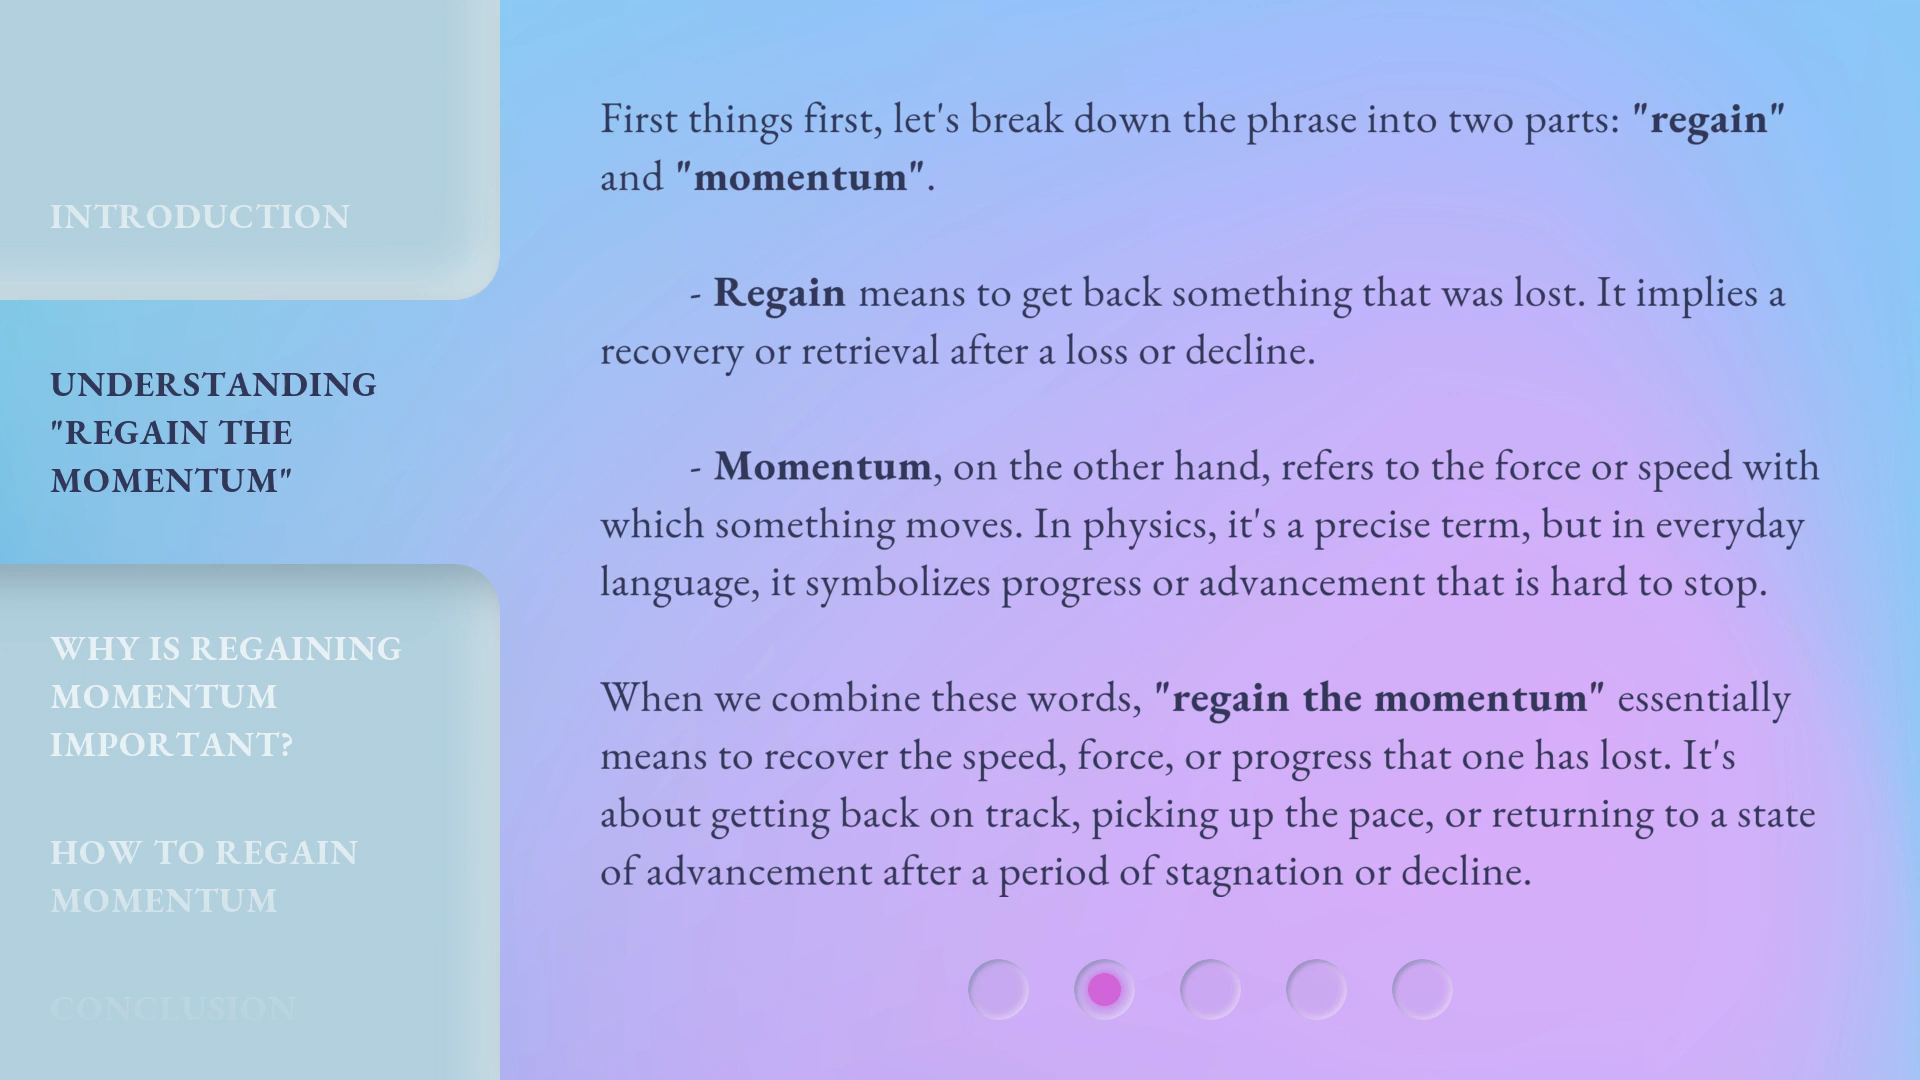 INTRODUCTION
UNDERSTANDING
"REGAIN THE
MOMENTUM"
WHY IS REGAINING
MOMENTUM
IMPORTANT?
HOW TO REGAIN
MOMENTUM
CONCLUSION
First things first, let's break down the phrase into two parts: "regain"
and "momentum".
- Regain means to get back something that was lost. It implies a
recovery or retrieval after a loss or decline.
- Momentum, on the other hand, refers to the force or speed with
which something moves. In physics, it's a precise term, but in everyday
language, it symbolizes progress or advancement that is hard to stop.
When we combine these words, "regain the momentum" essentially
means to recover the speed, force, or progress that one has lost. It's
about getting back on track, picking up the pace, or returning to a state
of advancement after a period of stagnation or decline.